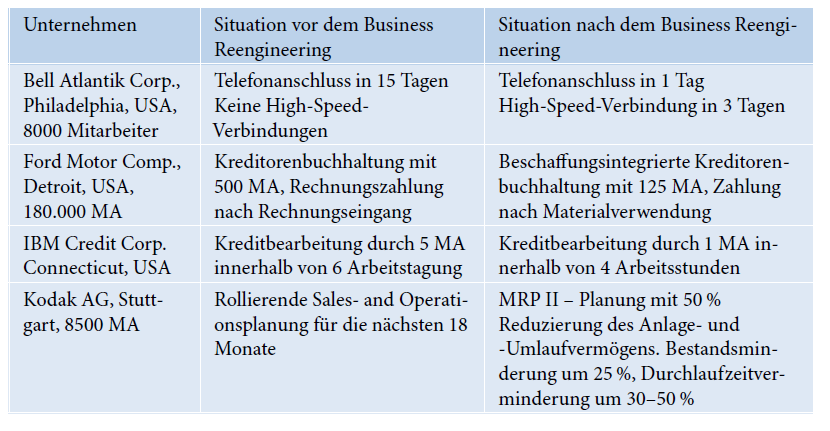 Unternehmen
Situation vor dem Business
Reengineering
Situation nach dem Business Reengi-
neering
Bell Atlantik Corp.,
Philadelphia, USA,
8000 Mitarbeiter
Telefonanschluss in 15 Tagen
Keine High-Speed-
Verbindungen
Telefonanschluss in 1 Tag
High-Speed-Verbindung in 3 Tagen
Ford Motor Comp.,
Detroit, USA,
180.000 MA
Kreditorenbuchhaltung mit
500 MA, Rechnungszahlung
nach Rechnungseingang
Beschaffungsintegrierte Kreditoren-
buchhaltung mit 125 MA, Zahlung
nach Materialverwendung
IBM Credit Corp.
Connecticut, USA
Kreditbearbeitung durch 5 MA
innerhalb von 6 Arbeitstagung
Kreditbearbeitung durch 1 MA in-
nerhalb von 4 Arbeitsstunden
Kodak AG, Stutt-
gart, 8500 MA
Rollierende Sales- and Operati-
onsplanung für die nächsten 18
Monate
MRP II – Planung mit 50 %
Reduzierung des Anlage- und
-Umlaufvermögens. Bestandsmin-
derung um 25 %, Durchlaufzeitver-
minderung um 30–50 %